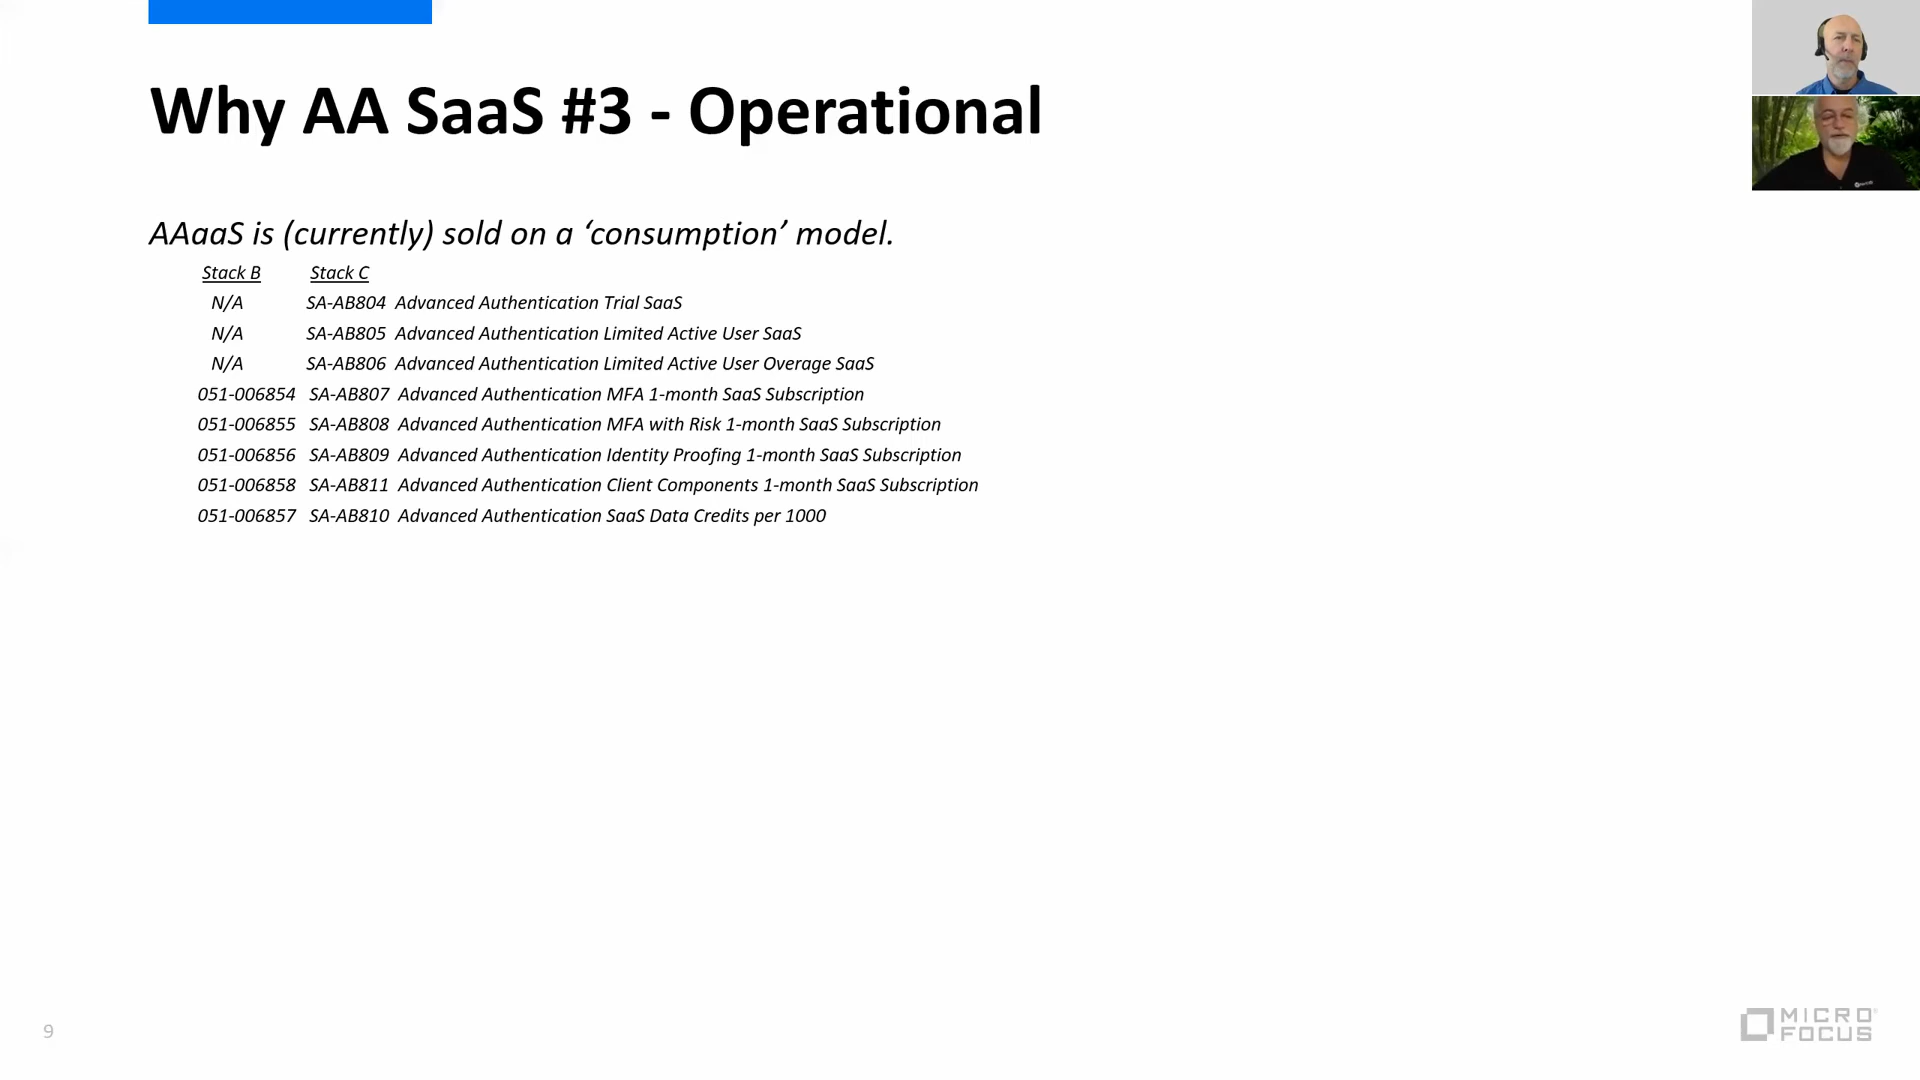 Why AA SaaS #3 - Operational
AAaaS is (currently) sold on a ‘consumption’ model.
Stack B Stack C
N/A SA-AB804 Advanced Authentication Trial SaaS
N/A SA-AB805 Advanced Authentication Limited Active User SaaS
N/A SA-AB806 Advanced Authentication Limited Active User Overage SaaS
051-006854 SA-AB807 Advanced Authentication MFA 1-month SaaS Subscription
051-006855 SA-AB808 Advanced Authentication MFA with Risk 1-month SaaS Subscription
051-006856 SA-AB809 Advanced Authentication Identity Proofing 1-month SaaS Subscription
051-006858 SA-AB811 Advanced Authentication Client Components 1-month SaaS Subscription
051-006857 SA-AB810 Advanced Authentication SaaS Data Credits per 1000
9
MICRO
FOCUS